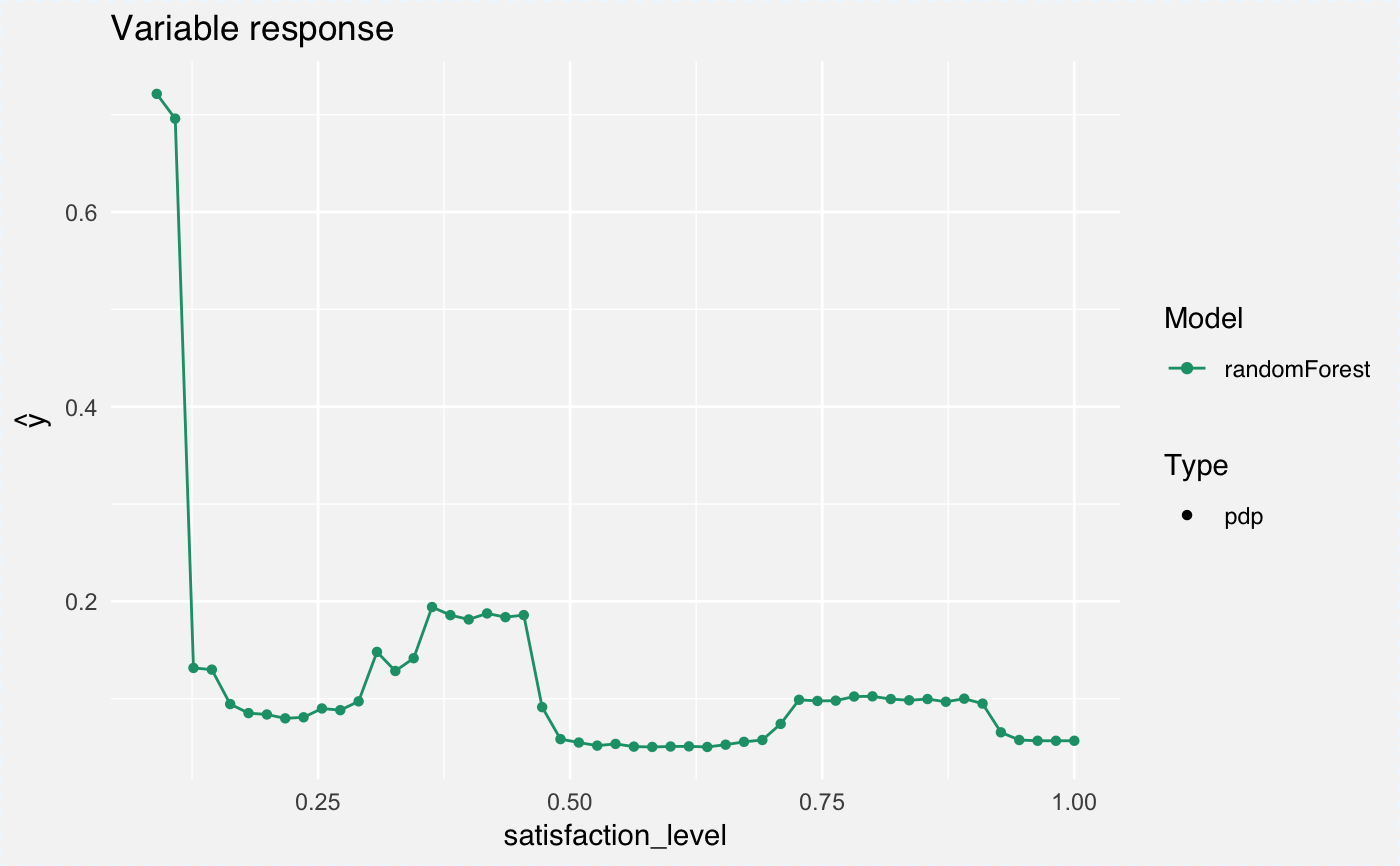 Variable response
0.6
0.4
0.2
ŷ
0.25 0.50 0.75 1.00
satisfaction_level
Model
randomForest
Type
pdp